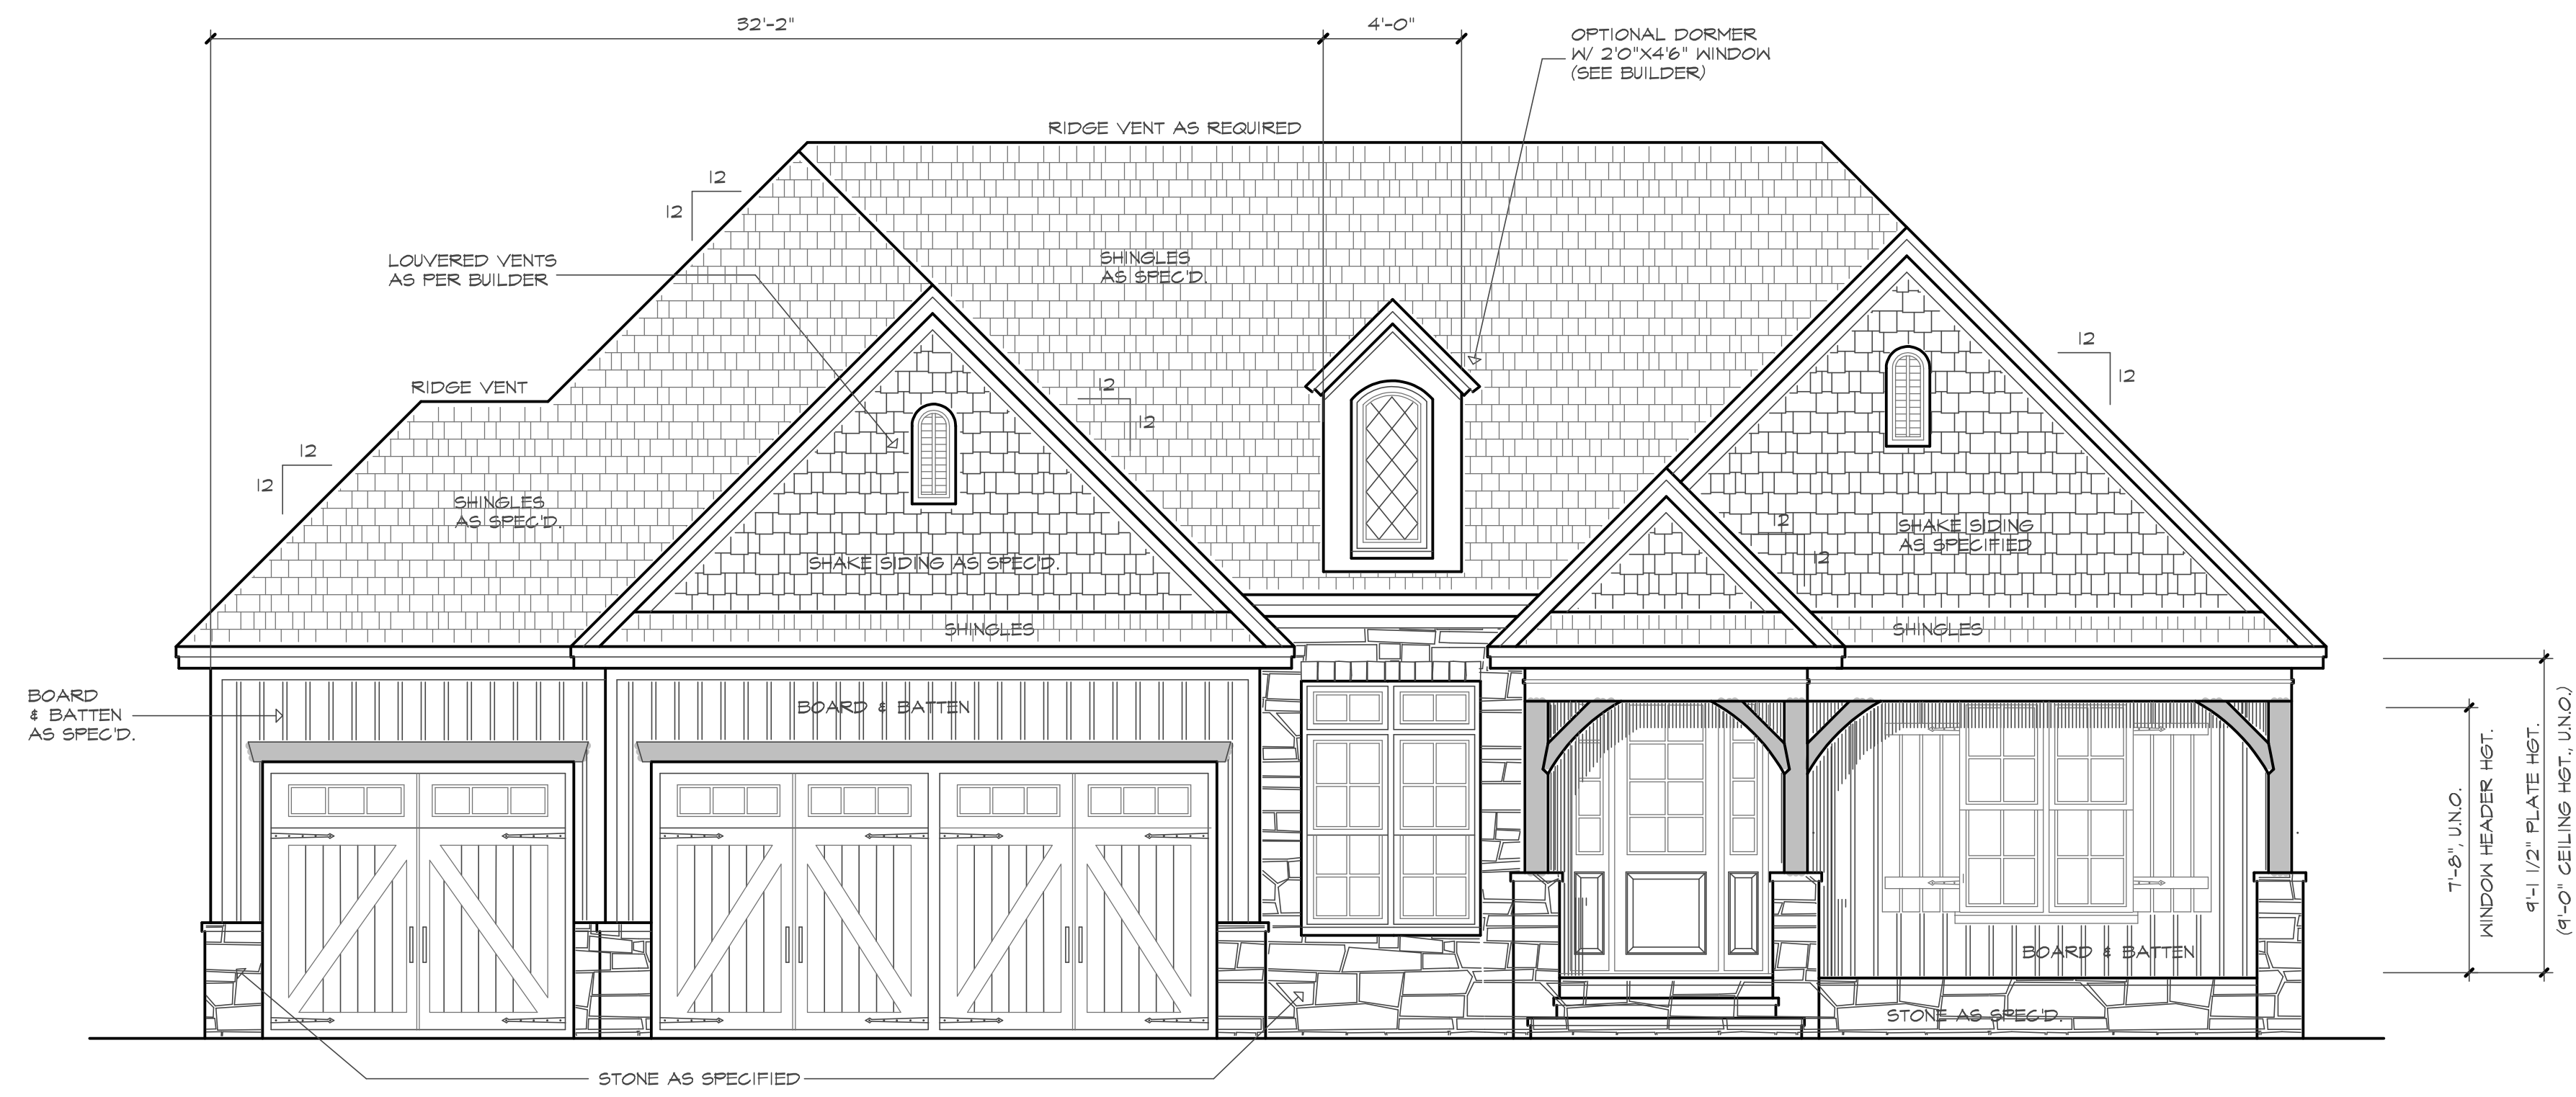 32'-2"
4'-0"
OPTIONAL DORMER
W/ 2'0"X4'6" WINDOW
(SEE BUILDER)
RIDGE VENT AS REQUIRED
12
12
LOUVERED VENTS
AS PER BUILDER
SHINGLES
AS SPEC'D.
12
12
RIDGE VENT
12
12
12
12
SHINGLES
AS SPEC'D.
SHAKE SIDING AS SPEC'D.
12
12
SHAKE SIDING
AS SPECIFIED
SHINGLES
SHINGLES
BOARD
& BATTEN
AS SPEC'D.
BOARD & BATTEN
7'-8", U.N.O.
WINDOW HEADER HGT.
9'-1 1/2" PLATE HGT.
(9'-0" CEILING HGT., U.N.O.)
BOARD & BATTEN
STONE AS SPEC'D.
STONE AS SPECIFIED